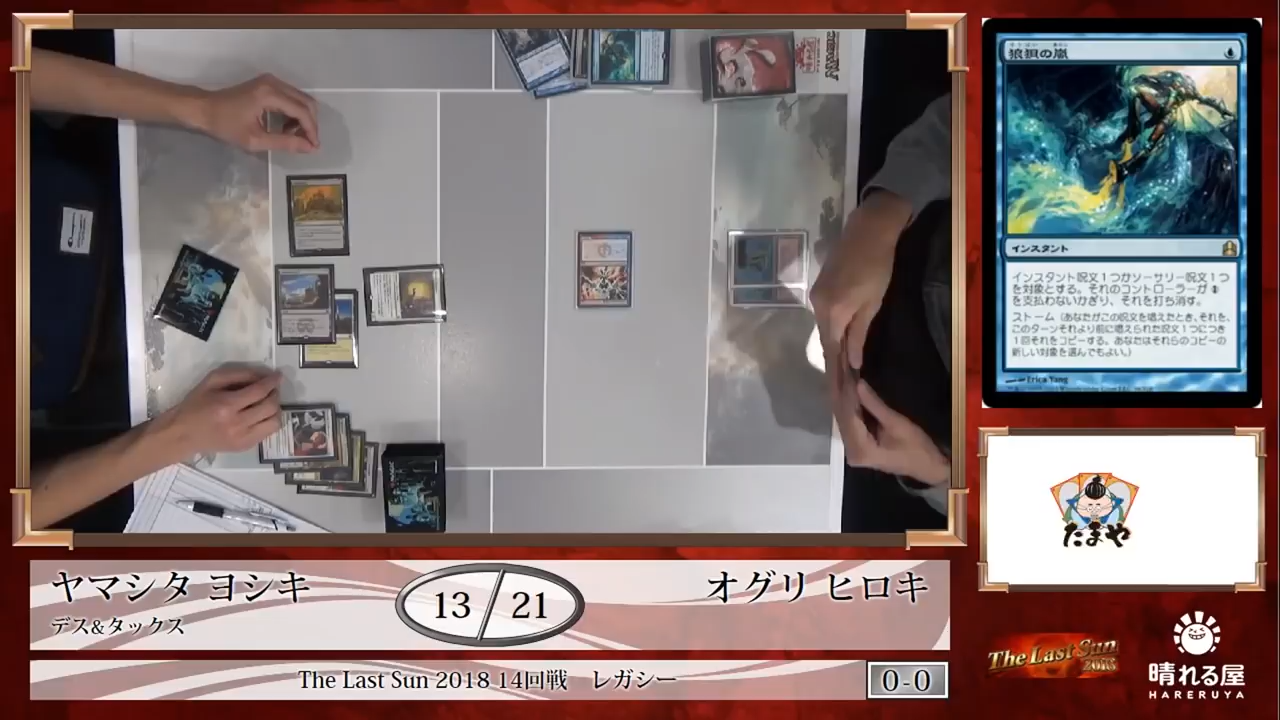 狼狽の嵐
インスタント
インスタント呪文1つかソーサリー呪文1つ
を対象とする。それのコントローラーが
を支払わないかぎり、それを打ち消す。
ストーム (あなたがこの呪文を唱えたとき、それを、
このターンそれより前に唱えられた呪文1つにつき
1回それをコピーする。あなたはそれらのコピーの
新しい対象を選んでもよい。)
Erica Yang
たまや
ヤマシタ ヨシキ
デス&タックス
13 / 21
オグリ ヒロキ
The Last Sun 2018 14回戦 レガシー
0-0
The Last Sun
2018
晴れる屋
HARERUYA